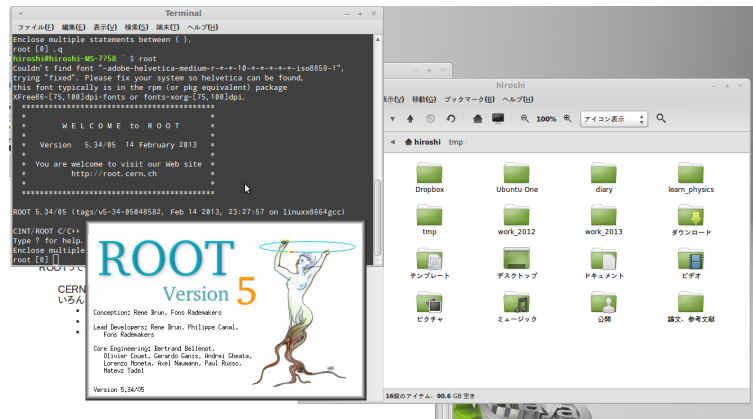 Terminal
ファイル(F) 編集(E) 表示(V) 検索(S) 端末(T) ヘルプ(H)
Enclose multiple statements between { }.
root [0] .q
hiroshi@hiroshi-MS-7758 ~ $ root
Couldn't find font "-adobe-helvetica-medium-r-*-*-10-*-*-*-*-*-iso8859-1",
trying "fixed". Please fix your system so helvetica can be found,
this font typically is in the rpm (or pkg equivalent) package
XFree86-[75,100]dpi-fonts or fonts-xorg-[75,100]dpi.
*******************************************
* *
* W E L C O M E to R O O T *
* *
* Version 5.34/05 14 February 2013 *
* *
* You are welcome to visit our Web site *
* http://root.cern.ch *
* *
*******************************************
ROOT 5.34/05 (tags/v5-34-05@48582, Feb 14 2013, 23:27:57 on linuxx8664gcc)
CINT/ROOT C/C++
Type ? for help.
Enclose multiple
root [0]
ROOTって
CERN
いろん
ROOT
Version 5
Conception: Rene Brun, Fons Rademakers
Lead Developers: Rene Brun, Philippe Canal,
Fons Rademakers
Core Engineering: Bertrand Bellenot,
Olivier Couet, Gerardo Ganis, Andrei Gheata,
Lorenzo Moneta, Axel Naumann, Paul Russo,
Matevz Tadel
Version 5.34/05
hiroshi
表示(V) 移動(G) ブックマーク(B) ヘルプ(H)
100% アイコン表示
hiroshi tmp
Dropbox Ubuntu One diary learn_physics
tmp work_2012 work_2013 ダウンロード
テンプレート デスクトップ ドキュメント ビデオ
ピクチャ ミュージック 公開 論文、参考文献
16個のアイテム、90.6 GB 空き